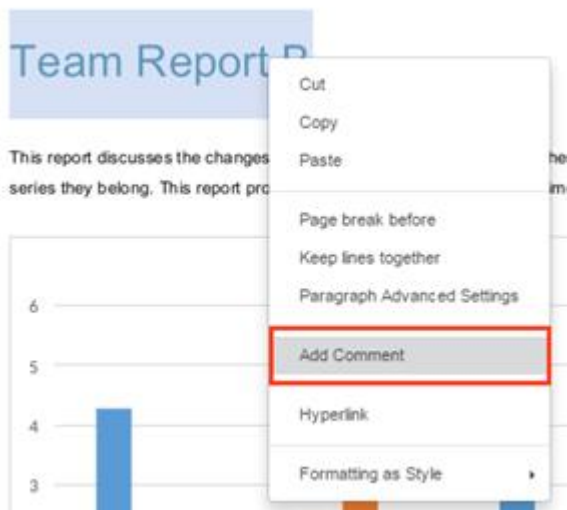 Team Report
This report discusses the changes
series they belong. This report
Cut
Copy
Paste
Page break before
Keep lines together
Paragraph Advanced Settings
Add Comment
Hyperlink
Formatting as Style
6
5
4
3